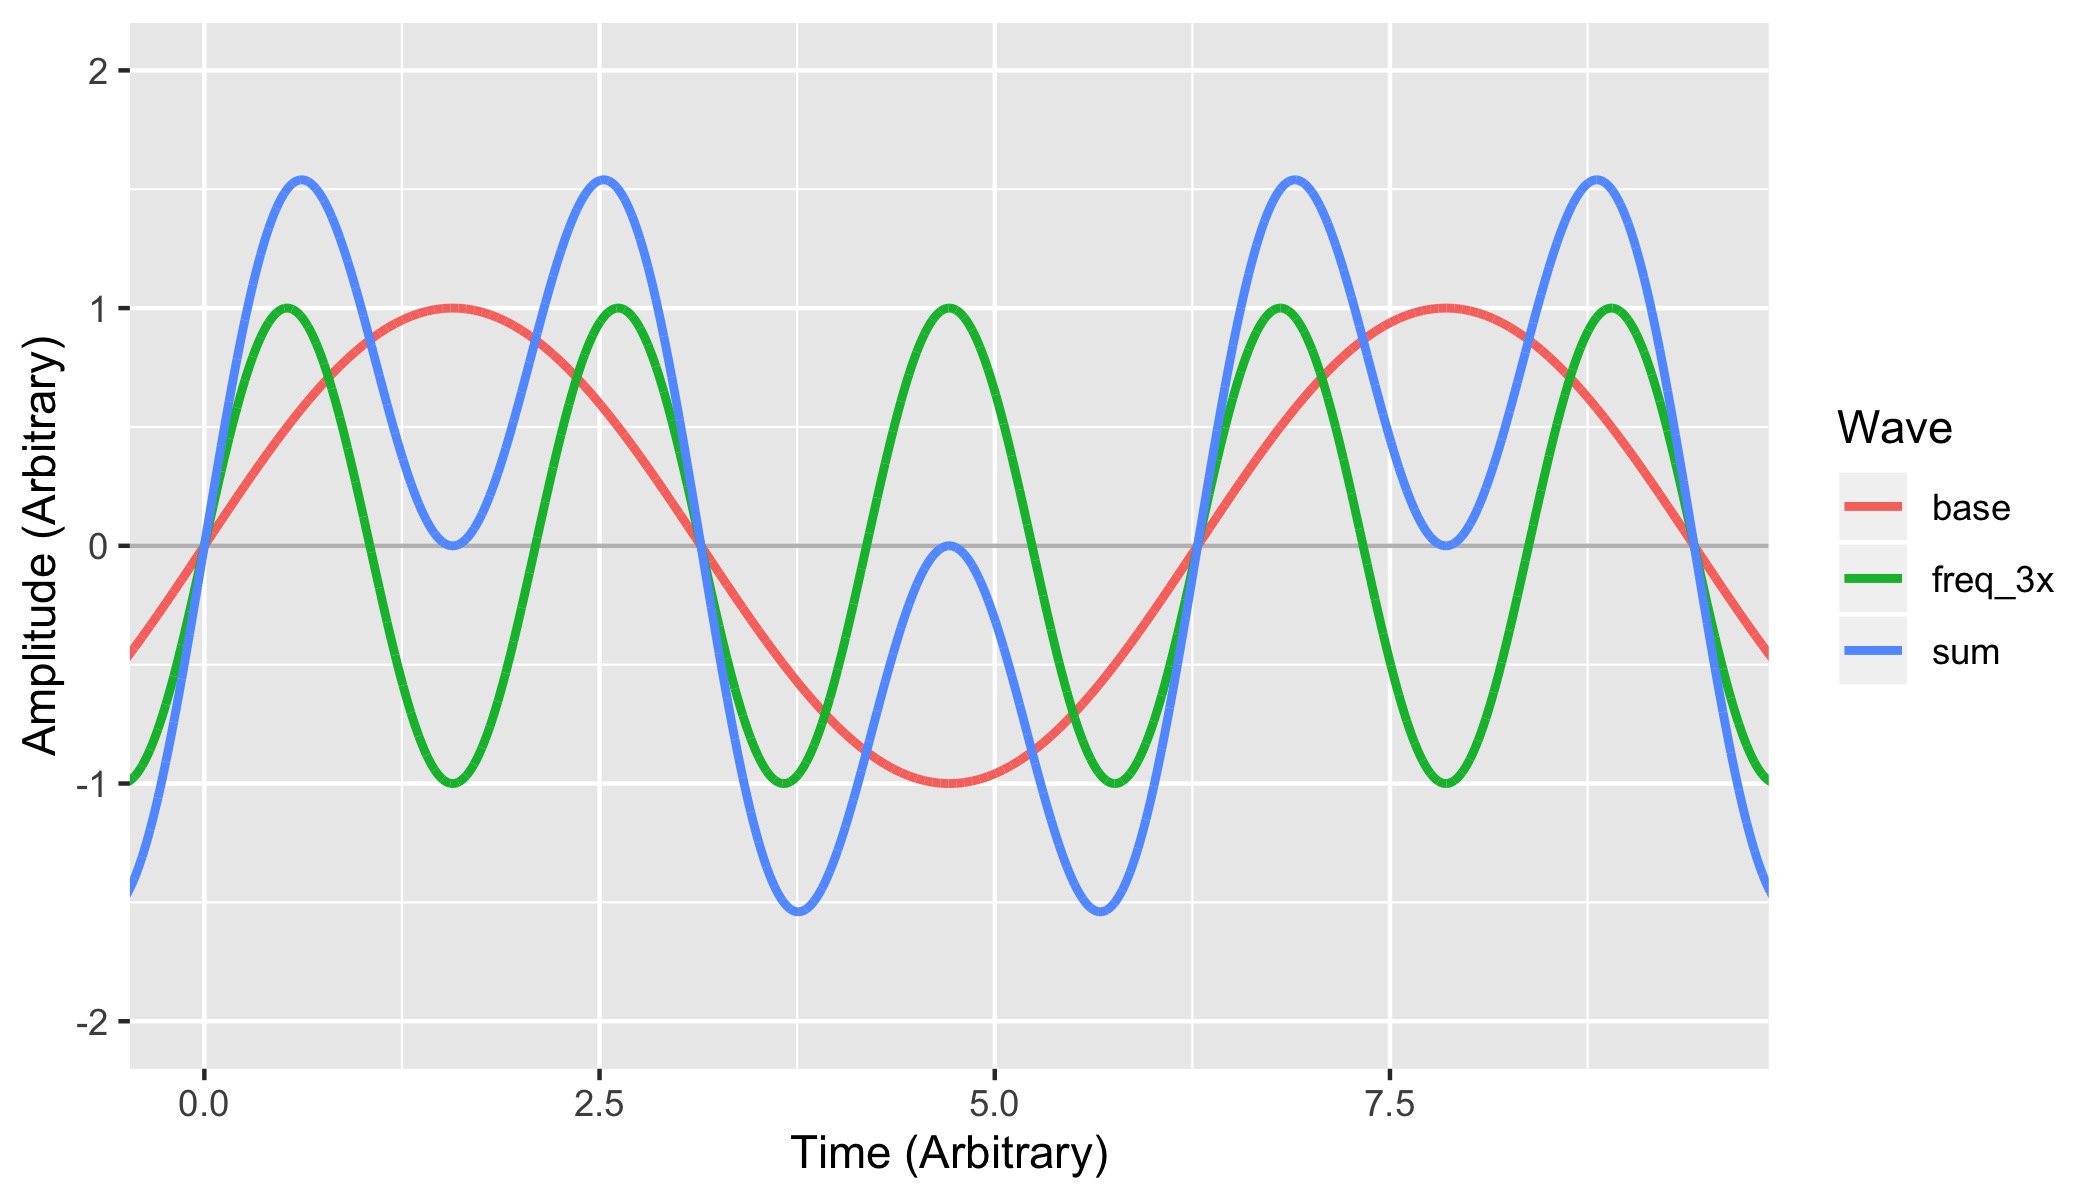 Amplitude (Arbitrary)
2
1
0
-1
-2
0.0 2.5 5.0 7.5
Time (Arbitrary)
Wave
base
freq_3x
sum